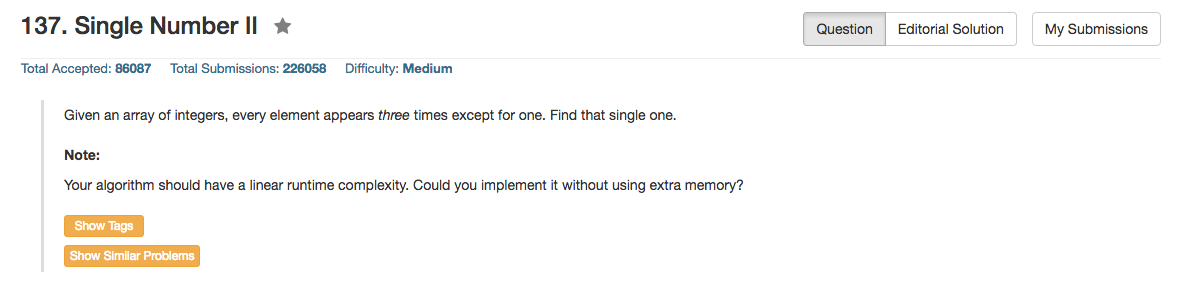 137. Single Number II
Question Editorial Solution My Submissions
Total Accepted: 86087 Total Submissions: 226058 Difficulty: Medium
Given an array of integers, every element appears three times except for one. Find that single one.
Note:
Your algorithm should have a linear runtime complexity. Could you implement it without using extra memory?
Show Tags
Show Similar Problems